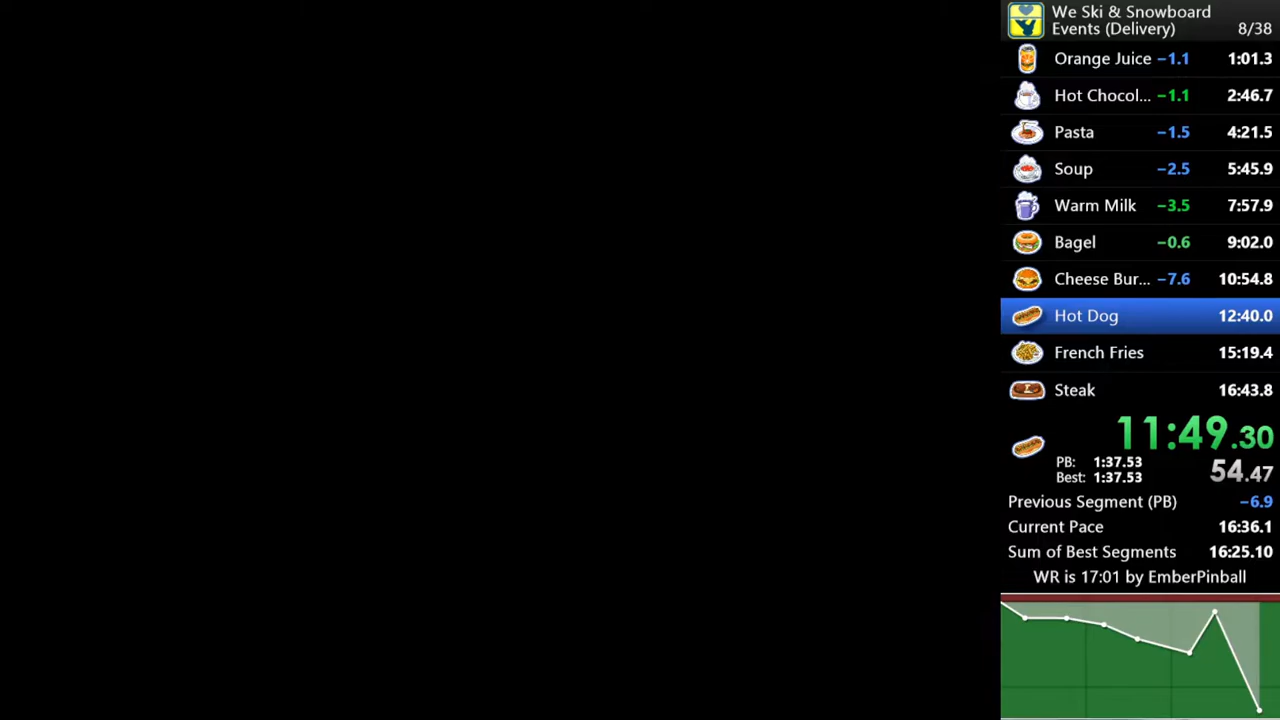 We Ski & Snowboard
Events (Delivery) 8/38
Orange Juice −1.1 1:01.3
Hot Chocol... −1.1 2:46.7
Pasta −1.5 4:21.5
Soup −2.5 5:45.9
Warm Milk −3.5 7:57.9
Bagel −0.6 9:02.0
Cheese Bur... −7.6 10:54.8
Hot Dog 12:40.0
French Fries 15:19.4
Steak 16:43.8
11:49.30
PB: 1:37.53
Best: 1:37.53
54.47
Previous Segment (PB) −6.9
Current Pace 16:36.1
Sum of Best Segments 16:25.10
WR is 17:01 by EmberPinball